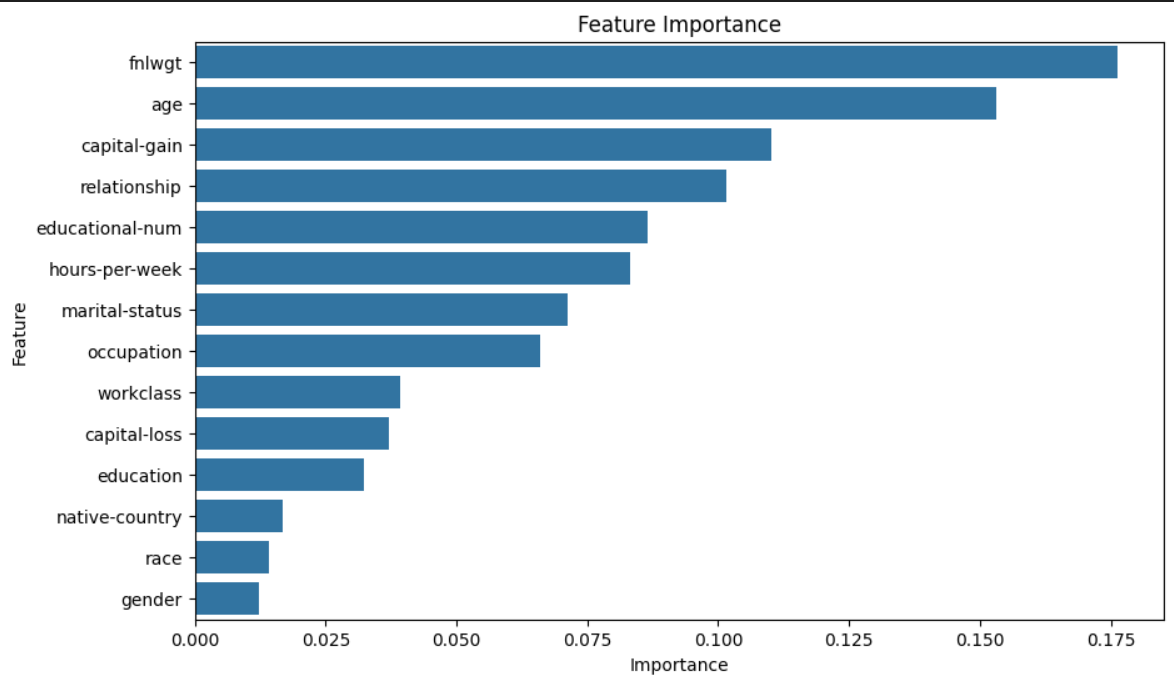 Feature Importance
fnlwgt
age
capital-gain
relationship
educational-num
hours-per-week
marital-status
occupation
workclass
capital-loss
education
native-country
race
gender
Feature
0.000 0.025 0.050 0.075 0.100 0.125 0.150 0.175
Importance